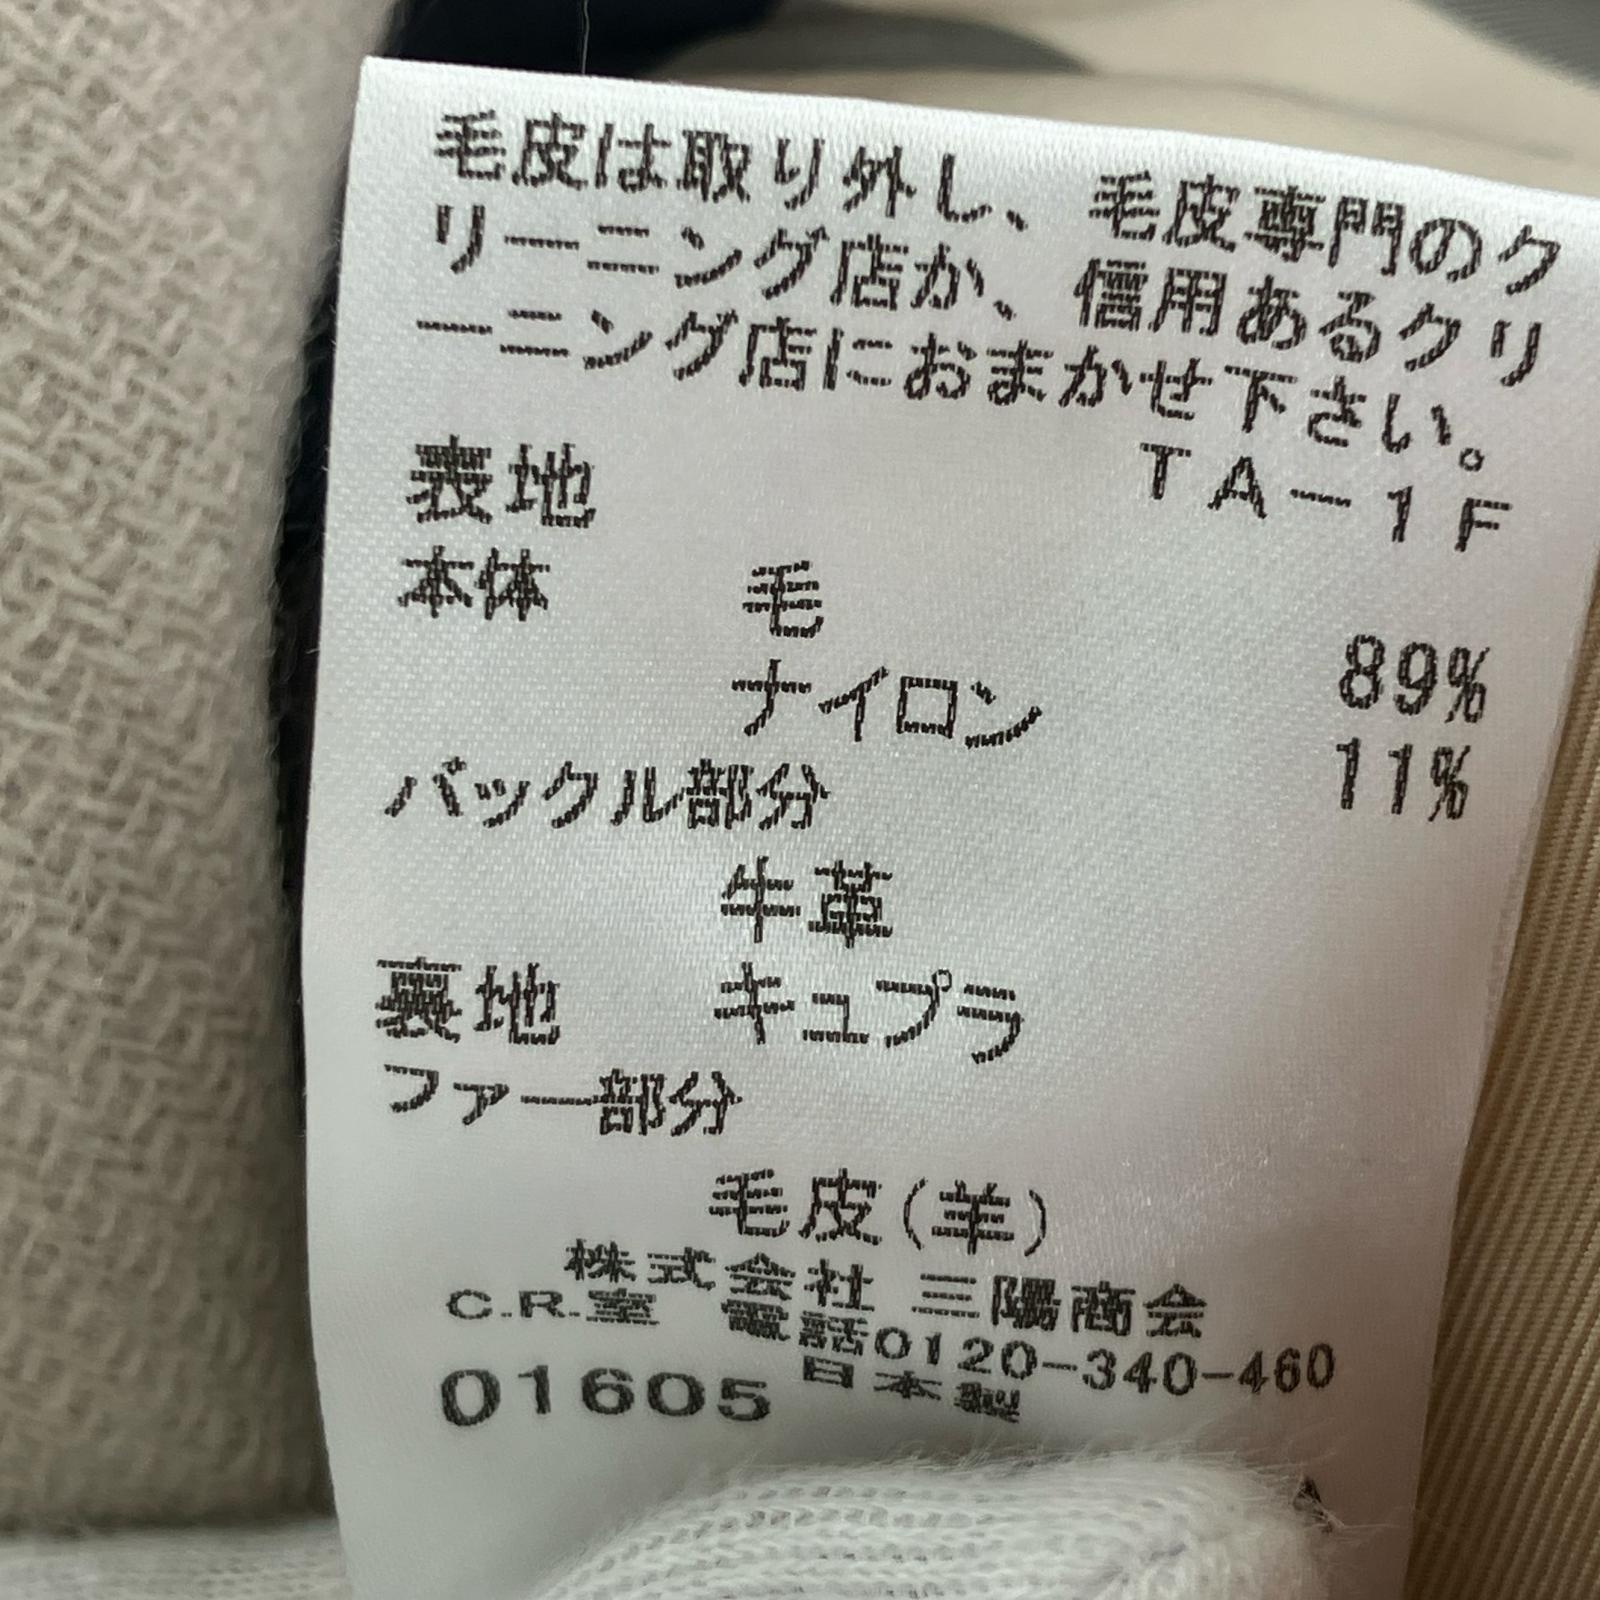 毛皮は取り外し、毛皮専門のク
リーニング店か、信用あるクリ
ーニング店におまかせ下さい。
TA-1F
表地
本体 毛 89%
ナイロン 11%
バックル部分
牛革
裏地 キュプラ
ファー部分
毛皮(羊)
株式会社 三陽商会
C.R.室 電話0120-340-460
01605 日本製